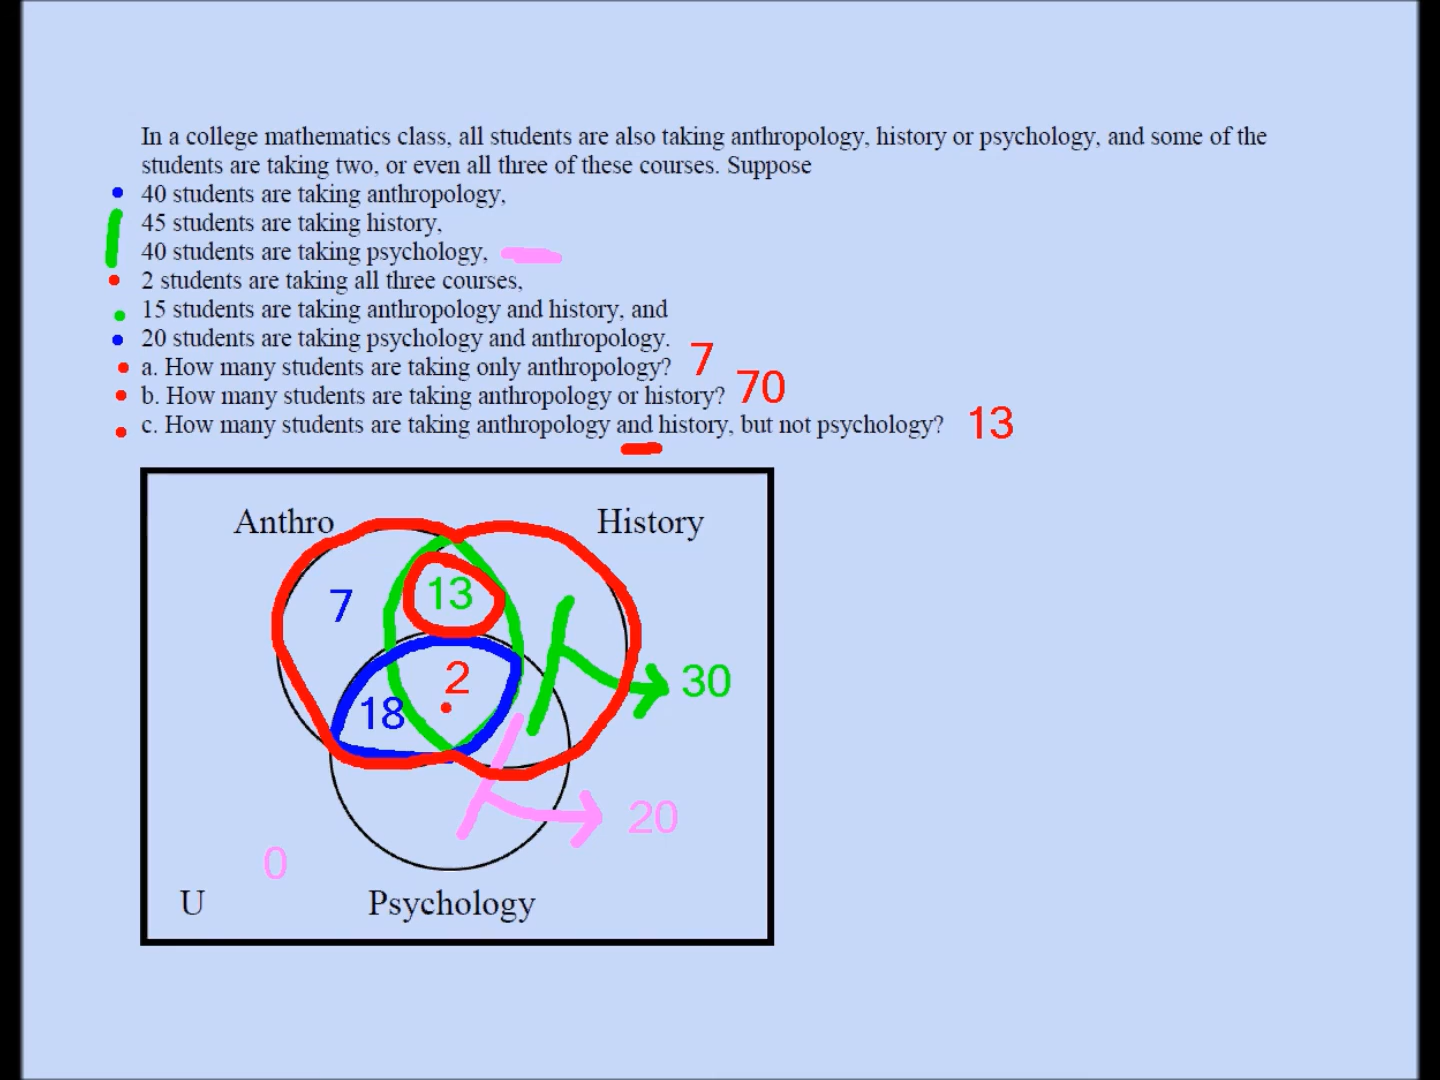 In a college mathematics class, all students are also taking anthropology, history or psychology, and some of the
students are taking two, or even all three of these courses. Suppose
40 students are taking anthropology,
45 students are taking history,
40 students are taking psychology,
2 students are taking all three courses,
15 students are taking anthropology and history, and
20 students are taking psychology and anthropology.
a. How many students are taking only anthropology? 7
b. How many students are taking anthropology or history? 70
c. How many students are taking anthropology and history, but not psychology? 13
Anthro History
7 13
2 30
18
20
0
U Psychology